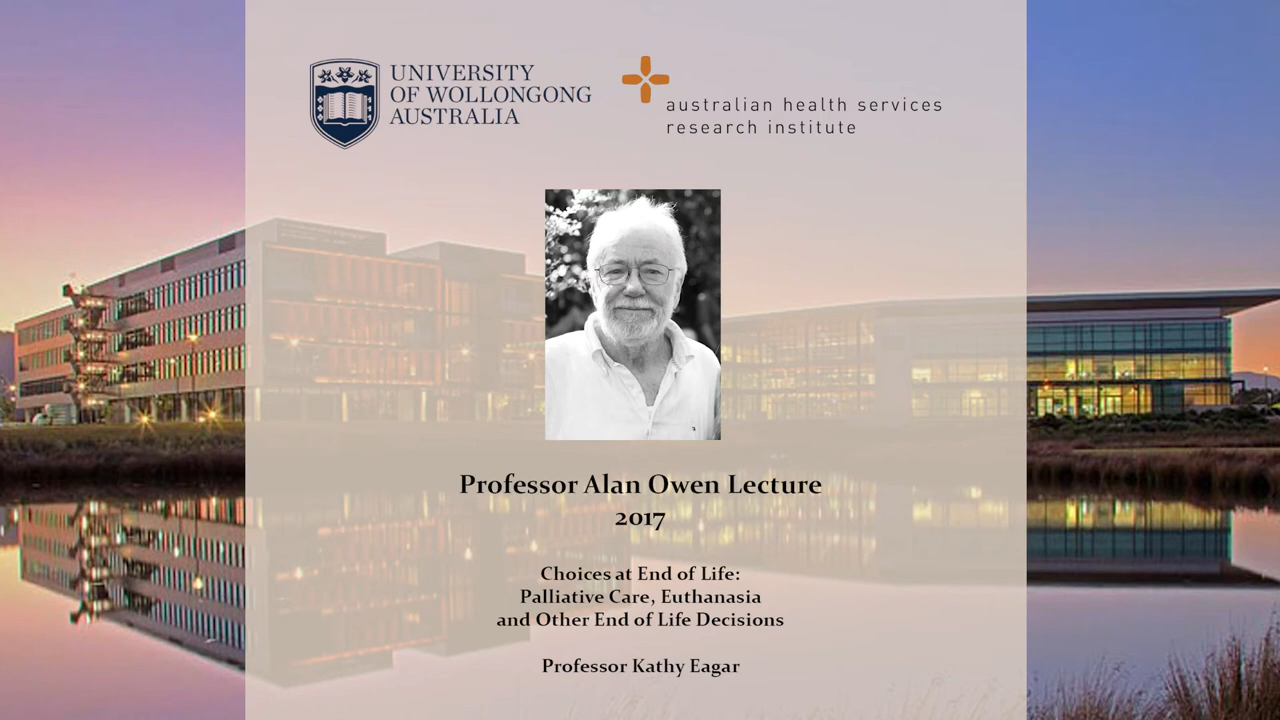 UNIVERSITY
OF WOLLONGONG
AUSTRALIA
australian health services
research institute
Professor Alan Owen Lecture
2017
Choices at End of Life:
Palliative Care, Euthanasia
and Other End of Life Decisions
Professor Kathy Eagar